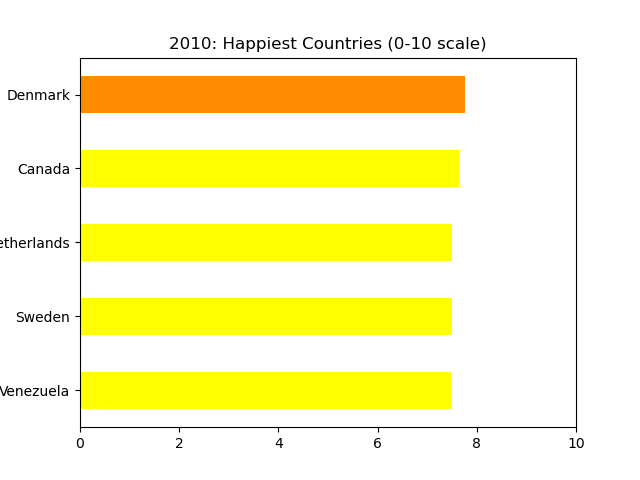 2010: Happiest Countries (0-10 scale)
Denmark
Canada
etherlands
Sweden
Venezuela
0 2 4 6 8 10